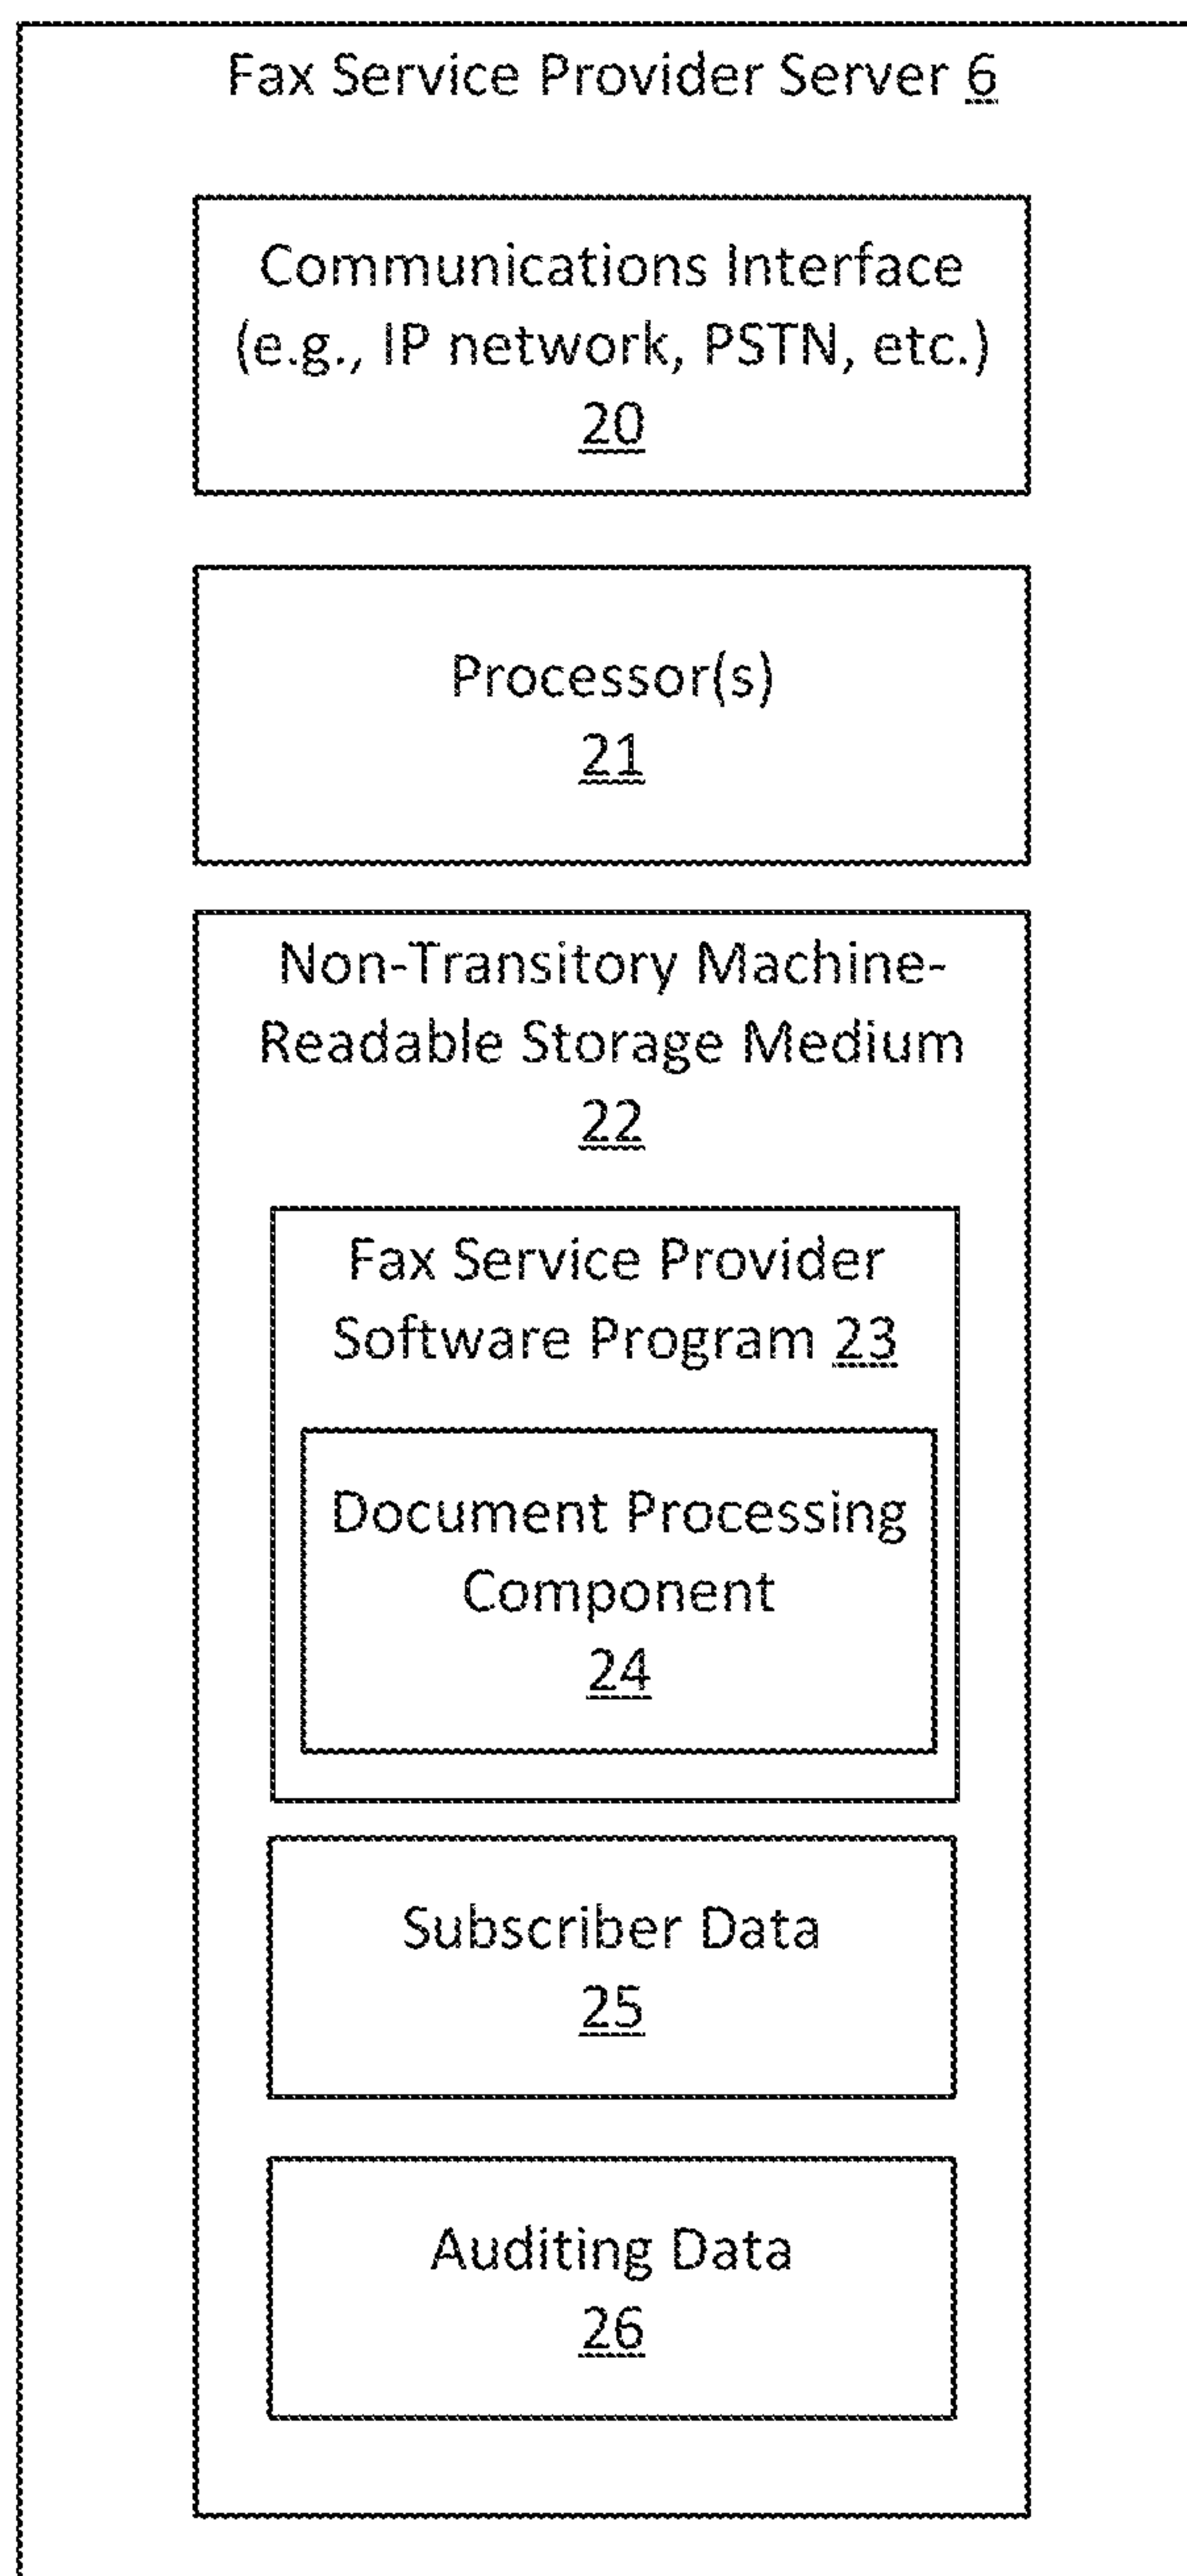 Fax Service Provider Server 6
Communications Interface
(e.g., IP network, PSTN, etc.)
20
Processor(s)
21
Non-Transitory Machine-
Readable Storage Medium
22
Fax Service Provider
Software Program 23
Document Processing
Component
24
Subscriber Data
25
Auditing Data
26